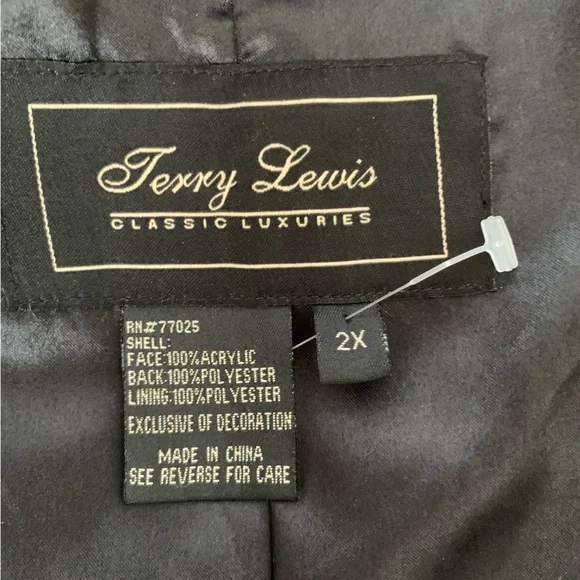 Terry Lewis
CLASSIC LUXURIES
RN#77025
SHELL:
FACE:100%ACRYLIC
BACK:100%POLYESTER
LINING:100%POLYESTER
EXCLUSIVE OF DECORATION
MADE IN CHINA
SEE REVERSE FOR CARE
2X